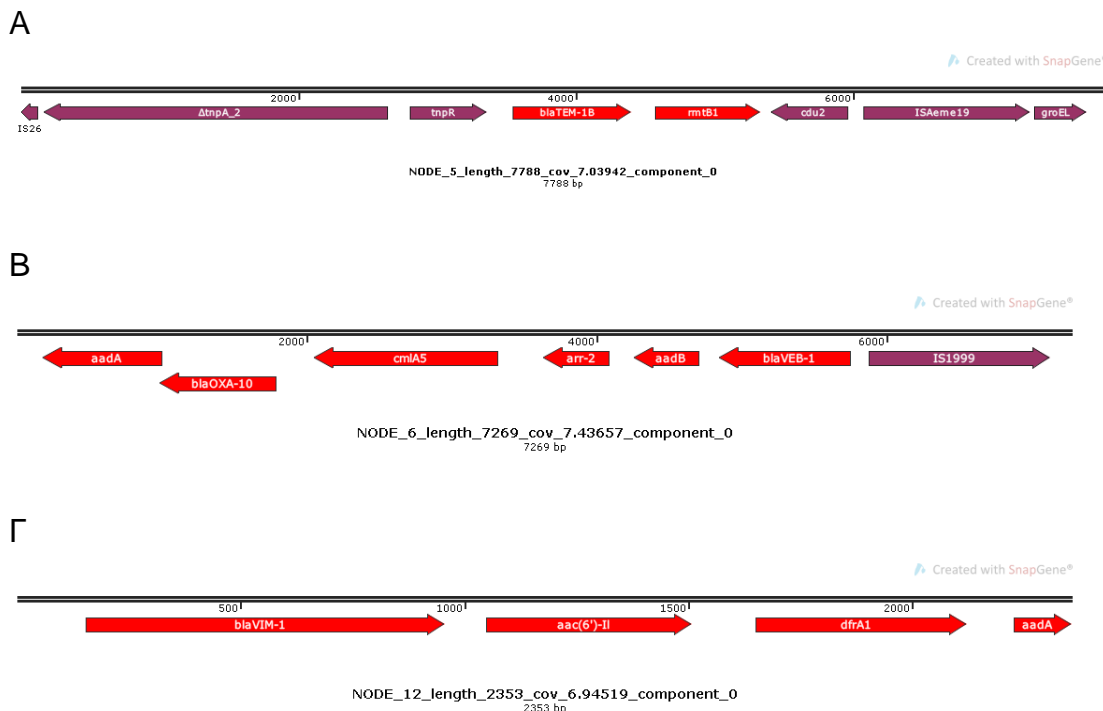 A
Created with SnapGene®
2000 4000 6000
IS26 ΔtnpA_2 tnpR blaTEM-1B rmtB1 cdu2 ISAeme19 groEL
NODE_5_length_7788_cov_7.03942_component_0
7788 bp
B
Created with SnapGene®
2000 4000 6000
aadA cmlA5 arr-2 aadB blaVEB-1 IS1999
blaOXA-10
NODE_6_length_7269_cov_7.43657_component_0
7269 bp
Γ
Created with SnapGene®
500 1000 1500 2000
blaVIM-1 aac(6')-Il dfrA1 aadA
NODE_12_length_2353_cov_6.94519_component_0
2353 bp